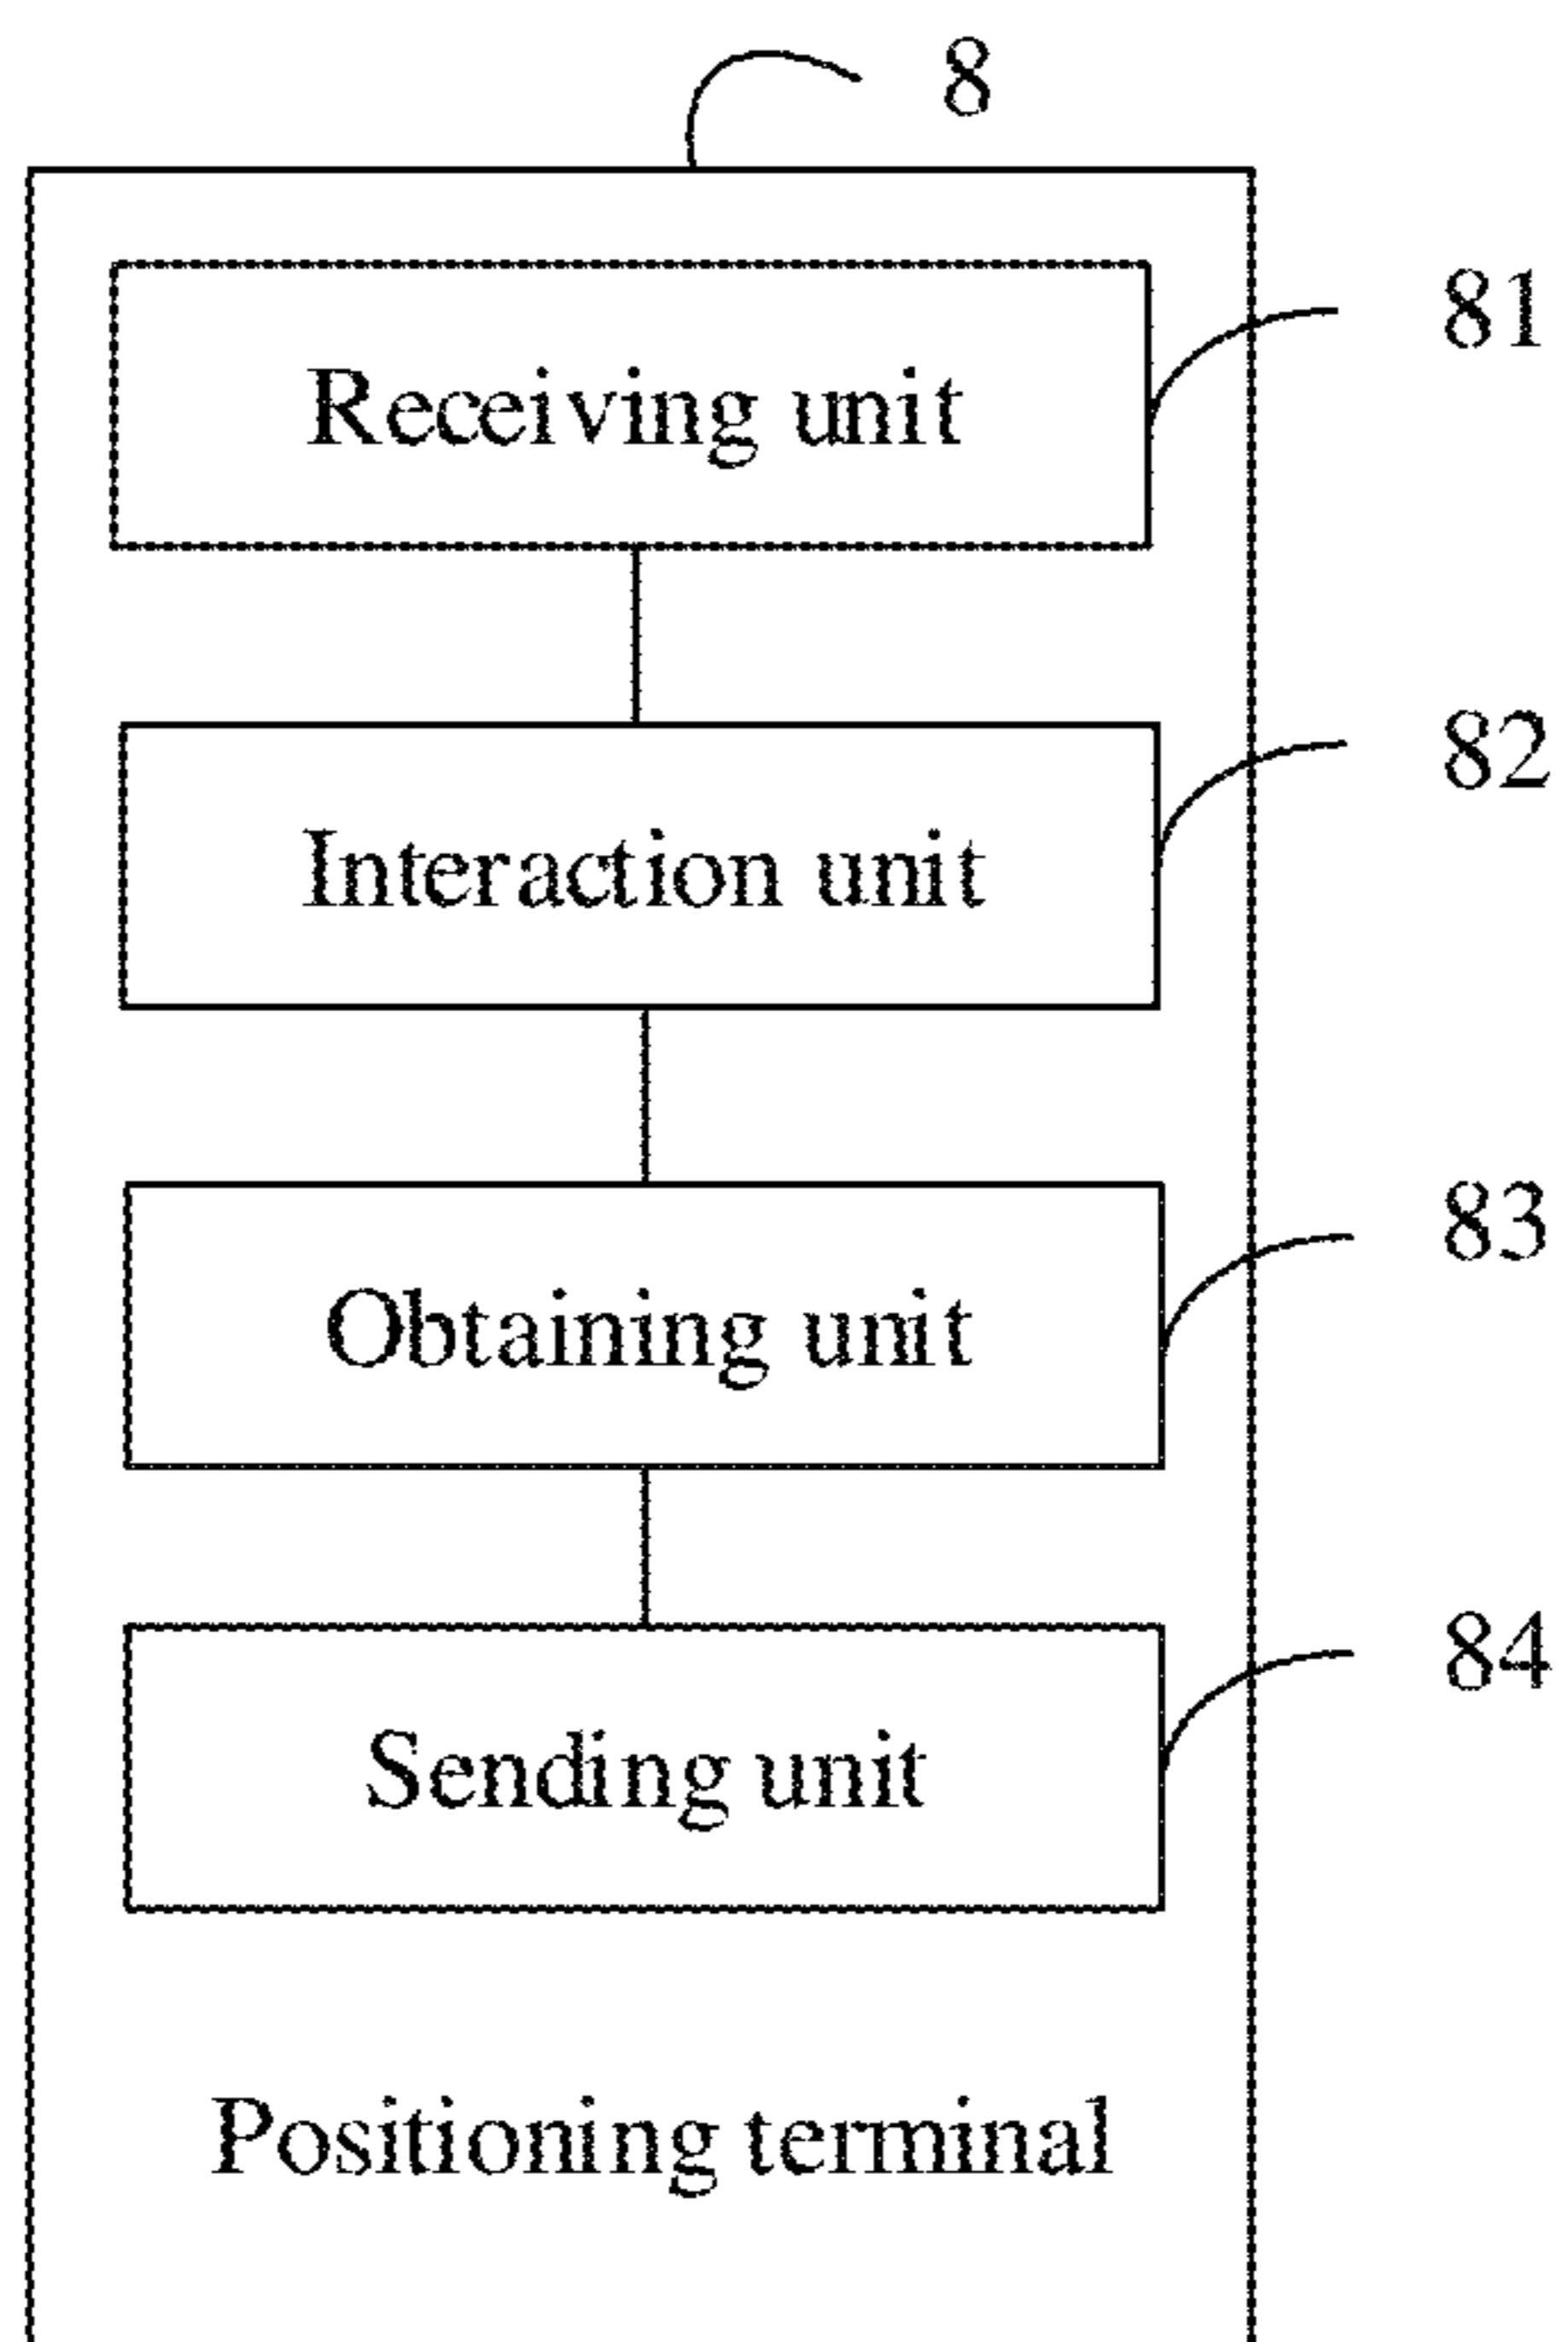 8
81
Receiving unit
82
Interaction unit
83
Obtaining unit
84
Sending unit
Positioning terminal